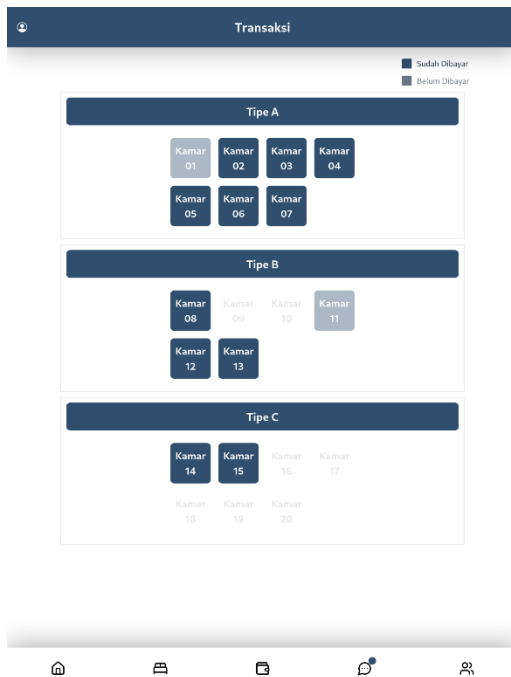 Transaksi
Sudah Dibayar
Belum Dibayar
Tipe A
Kamar 01
Kamar 02
Kamar 03
Kamar 04
Kamar 05
Kamar 06
Kamar 07
Tipe B
Kamar 08
Kamar 09
Kamar 10
Kamar 11
Kamar 12
Kamar 13
Tipe C
Kamar 14
Kamar 15
Kamar 16
Kamar 17
Kamar 18
Kamar 19
Kamar 20